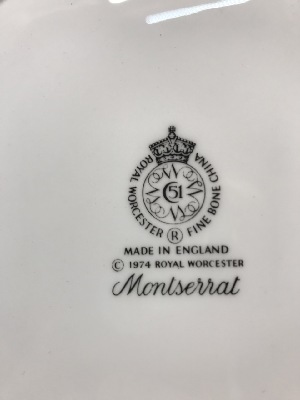 ROYAL WORCESTER FINE BONE CHINA
51
®
MADE IN ENGLAND
© 1974 ROYAL WORCESTER
Montserrat